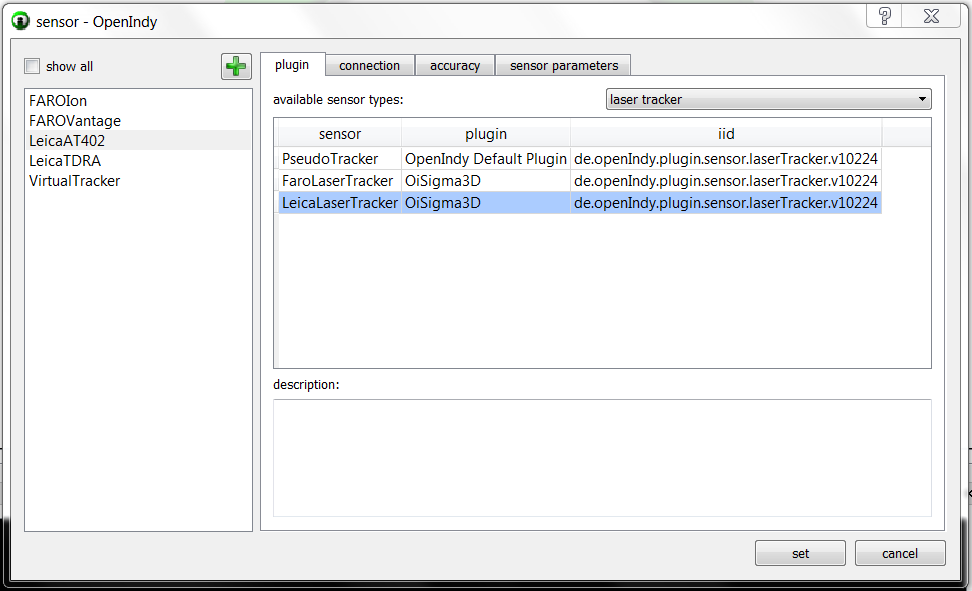 sensor - OpenIndy
show all
FAROIon
FAROVantage
LeicaAT402
LeicaTDRA
VirtualTracker
plugin connection accuracy sensor parameters
available sensor types: laser tracker
sensor plugin iid
PseudoTracker OpenIndy Default Plugin de.openIndy.plugin.sensor.laserTracker.v10224
FaroLaserTracker OiSigma3D de.openIndy.plugin.sensor.laserTracker.v10224
LeicaLaserTracker OiSigma3D de.openIndy.plugin.sensor.laserTracker.v10224
description:
set cancel